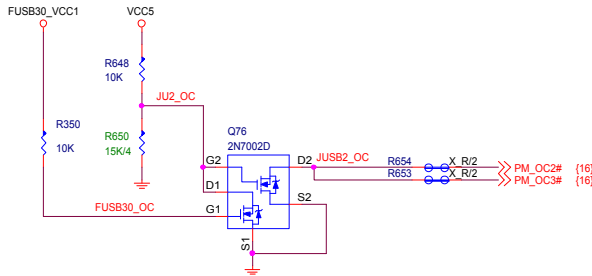 FUSB30_VCC1 VCC5
R648
10K
JU2_OC
R350
10K
R650
15K/4
Q76
2N7002D
G2 D2 JUSB2_OC R654 X_R/2 PM_OC2# {16}
D1 R653 X_R/2 PM_OC3# {16}
S2
FUSB30_OC G1
S1